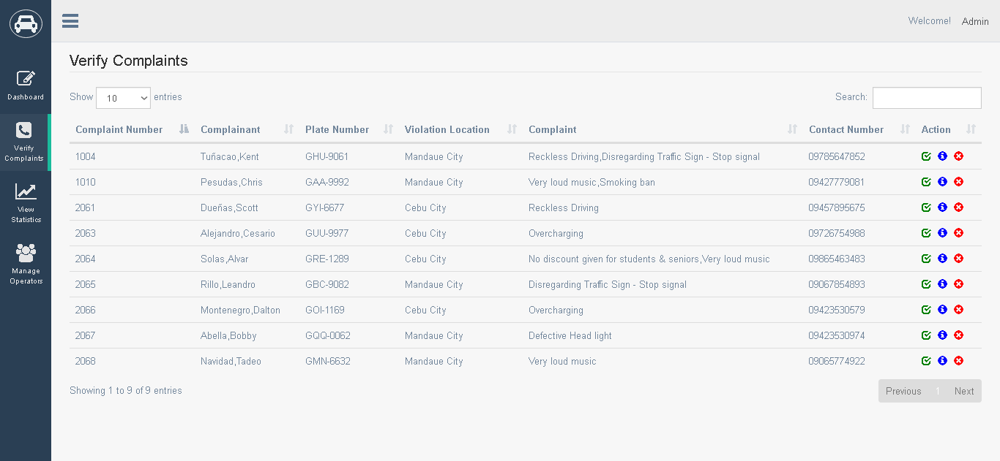 Welcome! Admin
Dashboard
Verify
Complaints
View
Statistics
Manage
Operators
Verify Complaints
Show 10 entries
Search:
Complaint Number Complainant Plate Number Violation Location Complaint Contact Number Action
1004 Tuñacao,Kent GHU-9061 Mandaue City Reckless Driving,Disregarding Traffic Sign - Stop signal 09785647852
1010 Pesudas,Chris GAA-9992 Mandaue City Very loud music,Smoking ban 09427779081
2061 Dueñas,Scott GYI-6677 Cebu City Reckless Driving 09457895675
2063 Alejandro,Cesario GUU-9977 Cebu City Overcharging 09726754988
2064 Solas,Alvar GRE-1289 Cebu City No discount given for students & seniors,Very loud music 09865463483
2065 Rillo,Leandro GBC-9082 Mandaue City Disregarding Traffic Sign - Stop signal 09067854893
2066 Montenegro,Dalton GOI-1169 Cebu City Overcharging 09423530579
2067 Abella,Bobby GQQ-0062 Mandaue City Defective Head light 09423530974
2068 Navidad,Tadeo GMN-6632 Mandaue City Very loud music 09065774922
Showing 1 to 9 of 9 entries
Previous 1 Next